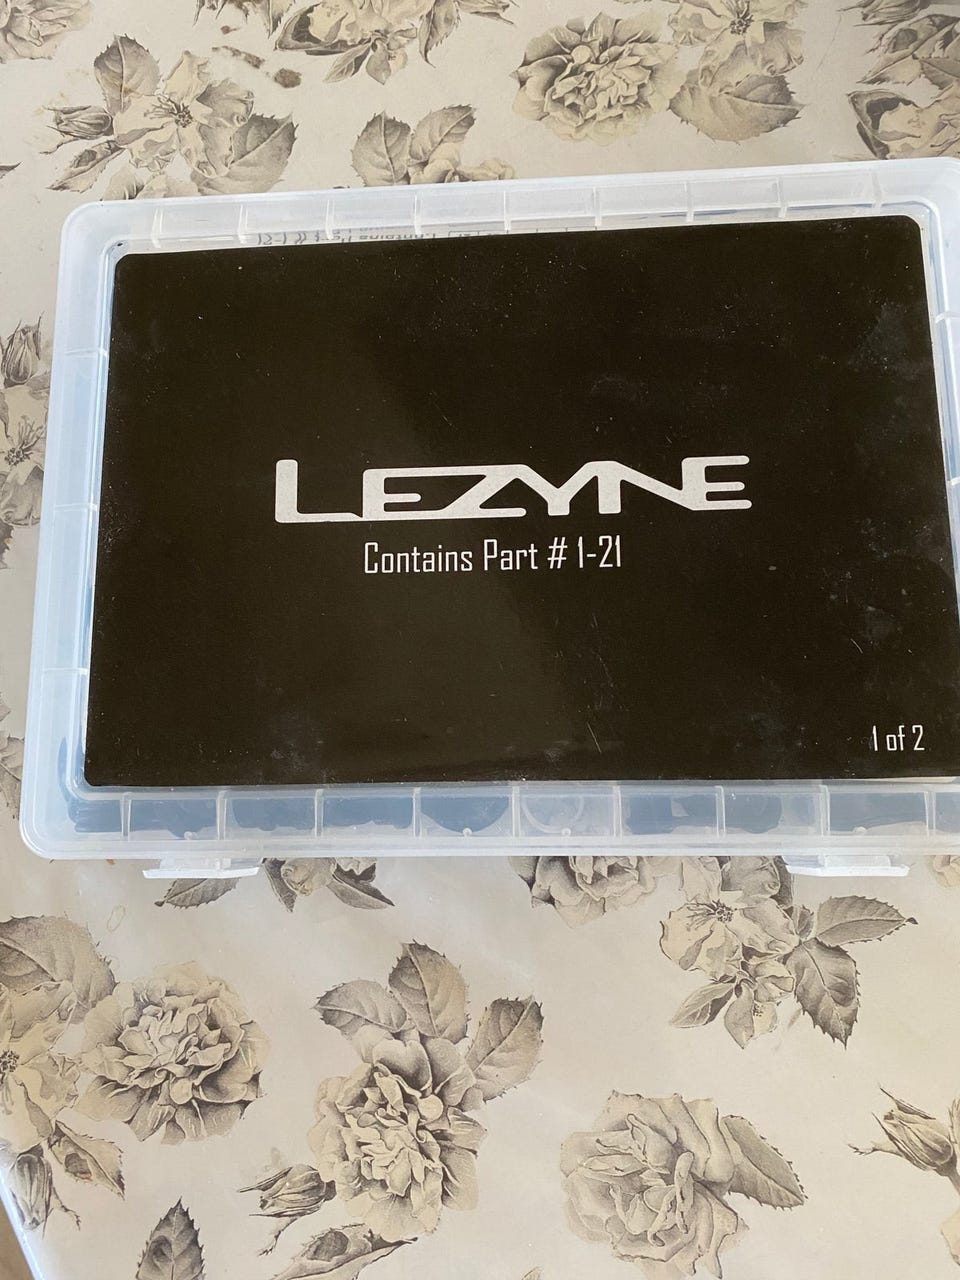 LEZYNE
Contains Part # 1-21
1 of 2